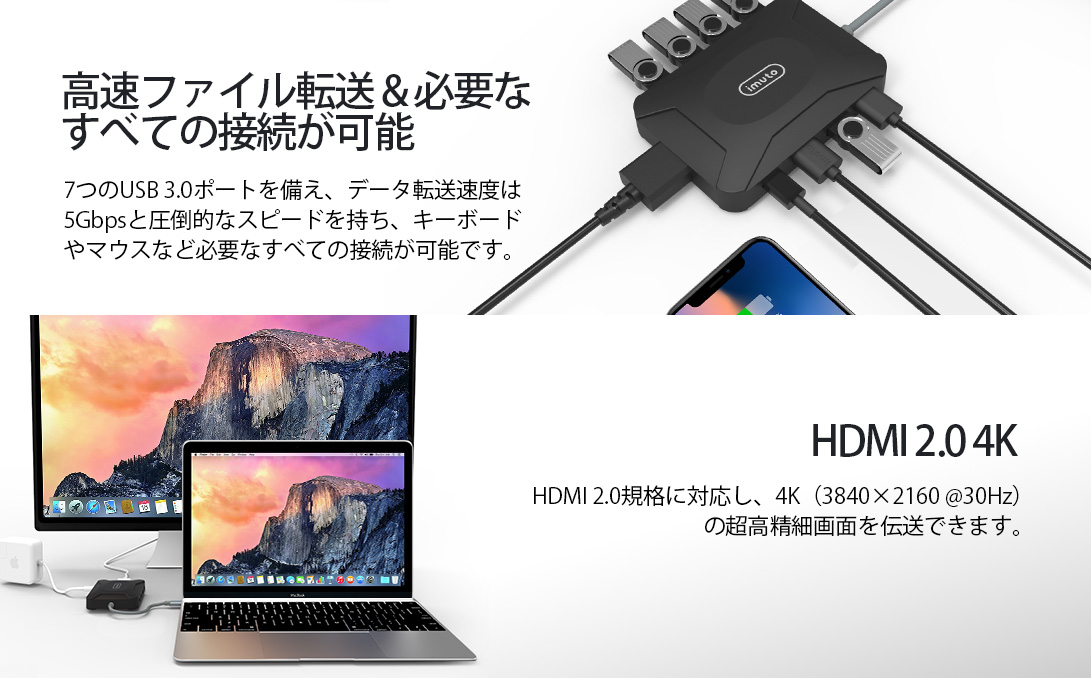 imuto
高速ファイル転送＆必要な
すべての接続が可能
7つのUSB 3.0ポートを備え、データ転送速度は
5Gbpsと圧倒的なスピードを持ち、キーボード
やマウスなど必要なすべての接続が可能です。
HDMI 2.0 4K
HDMI 2.0規格に対応し、4K（3840×2160 @30Hz）
の超高精細画面を伝送できます。
MacBook